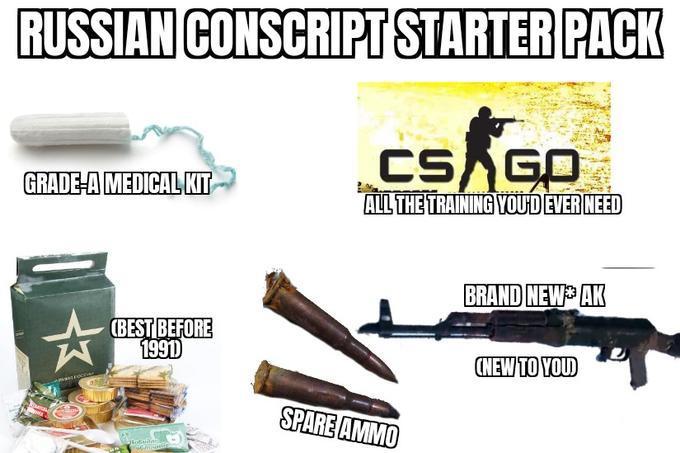 RUSSIAN CONSCRIPT STARTER PACK
GRADE-A MEDICAL KIT
CS GO
ALL THE TRAINING YOU'D EVER NEED
BRAND NEW* AK
(BEST BEFORE
1991)
(NEW TO YOU)
SPARE AMMO